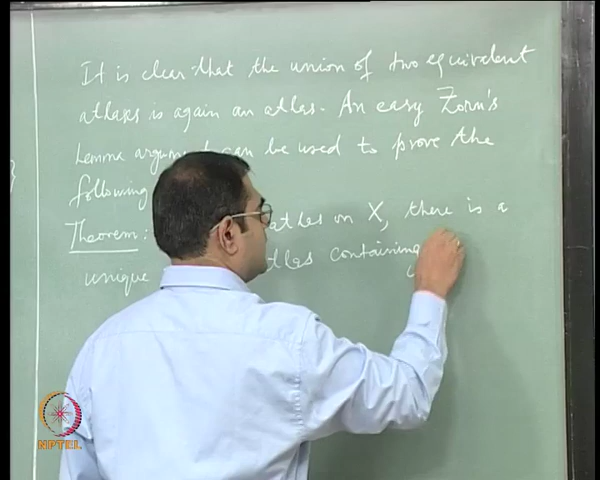 It is clear that the union of two equivalent
atlases is again an atlas. An easy Zorn's
Lemma argument can be used to prove the
following
Theorem: atlas on X, there is a
unique containing
NPTEL